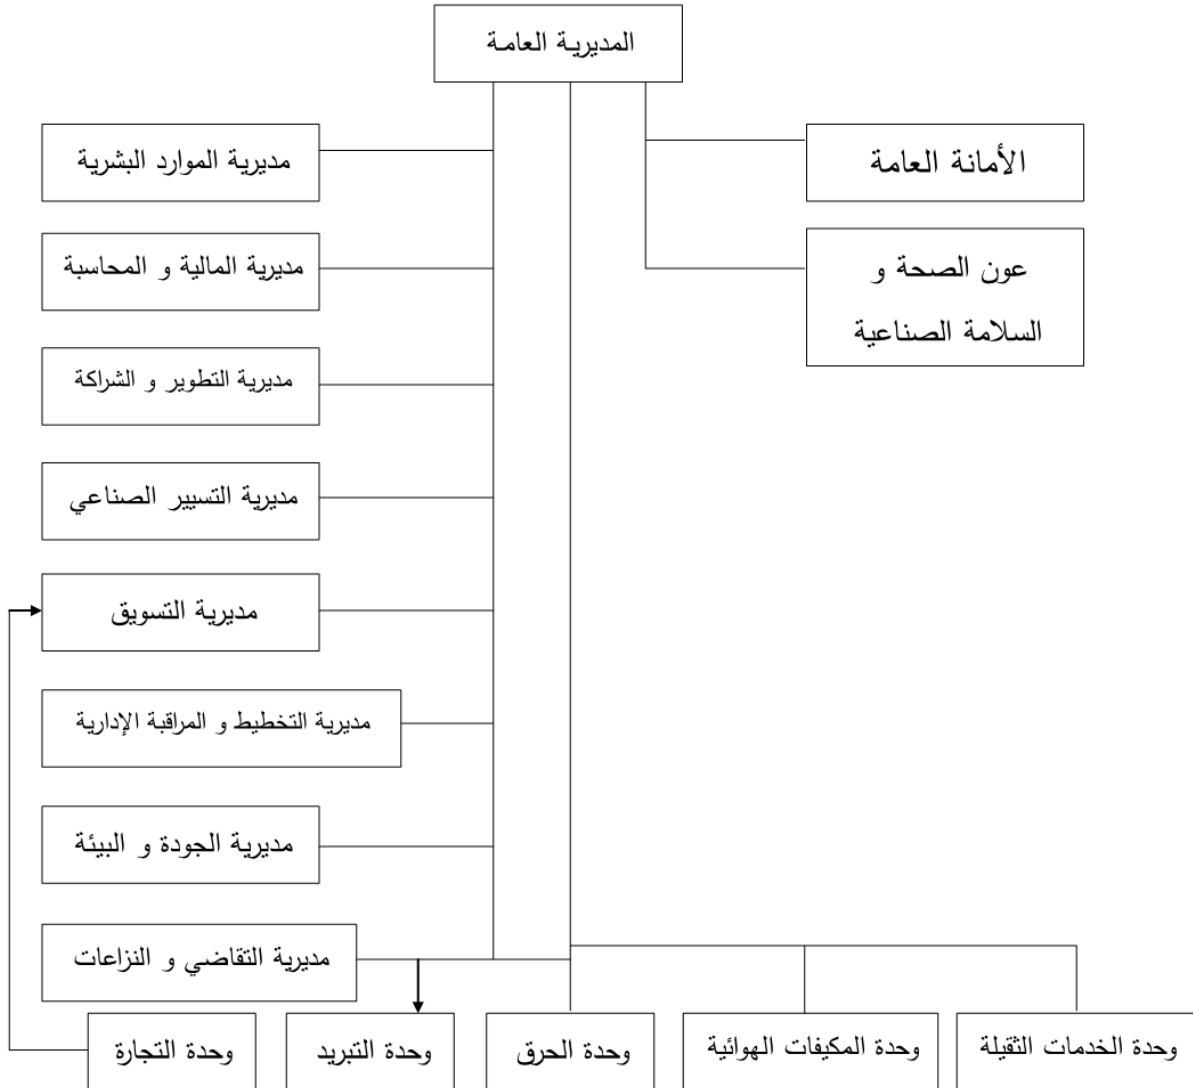 المديرية العامة
الأمانة العامة
عون الصحة و
السلامة الصناعية
مديرية الموارد البشرية
مديرية المالية و المحاسبة
مديرية التطوير و الشراكة
مديرية التسيير الصناعي
مديرية التسويق
مديرية التخطيط و المراقبة الإدارية
مديرية الجودة و البيئة
مديرية التقاضي و النزاعات
وحدة الخدمات الثقيلة
وحدة المكيفات الهوائية
وحدة الحرق
وحدة التبريد
وحدة التجارة